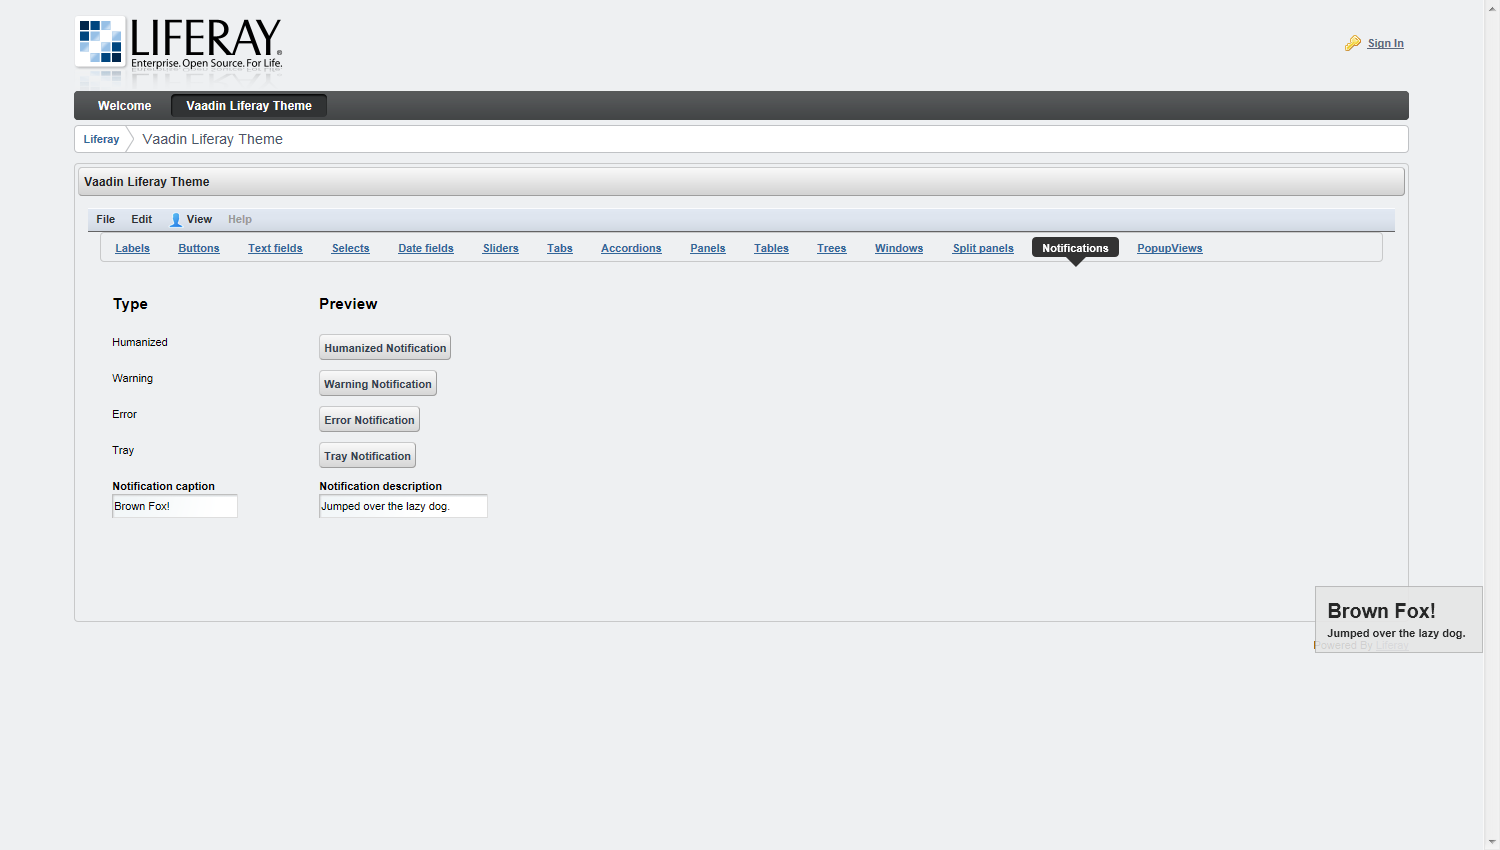 LIFERAY®
Enterprise. Open Source. For Life.
Sign In
Welcome Vaadin Liferay Theme
Liferay Vaadin Liferay Theme
Vaadin Liferay Theme
File Edit View Help
Labels Buttons Text fields Selects Date fields Sliders Tabs Accordions Panels Tables Trees Windows Split panels Notifications PopupViews
Type Preview
Humanized Humanized Notification
Warning Warning Notification
Error Error Notification
Tray Tray Notification
Notification caption Notification description
Brown Fox! Jumped over the lazy dog.
Brown Fox!
Jumped over the lazy dog.
Powered By Liferay